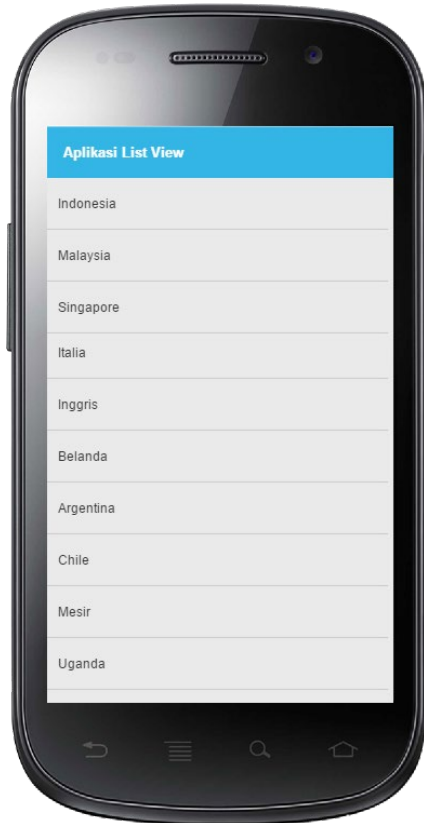 Aplikasi List View
Indonesia
Malaysia
Singapore
Italia
Inggris
Belanda
Argentina
Chile
Mesir
Uganda